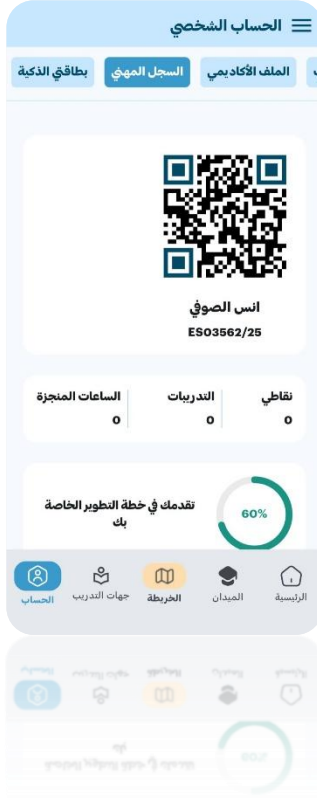 الحساب الشخصي
الملف الأكاديمي
السجل المهني
بطاقتي الذكية
انس الصوفي
ES03562/25
نقاطي
0
التدريبات
0
الساعات المنجزة
0
60%
تقدمك في خطة التطوير الخاصة
بك
الرئيسية
الميدان
الخريطة
جهات التدريب
الحساب